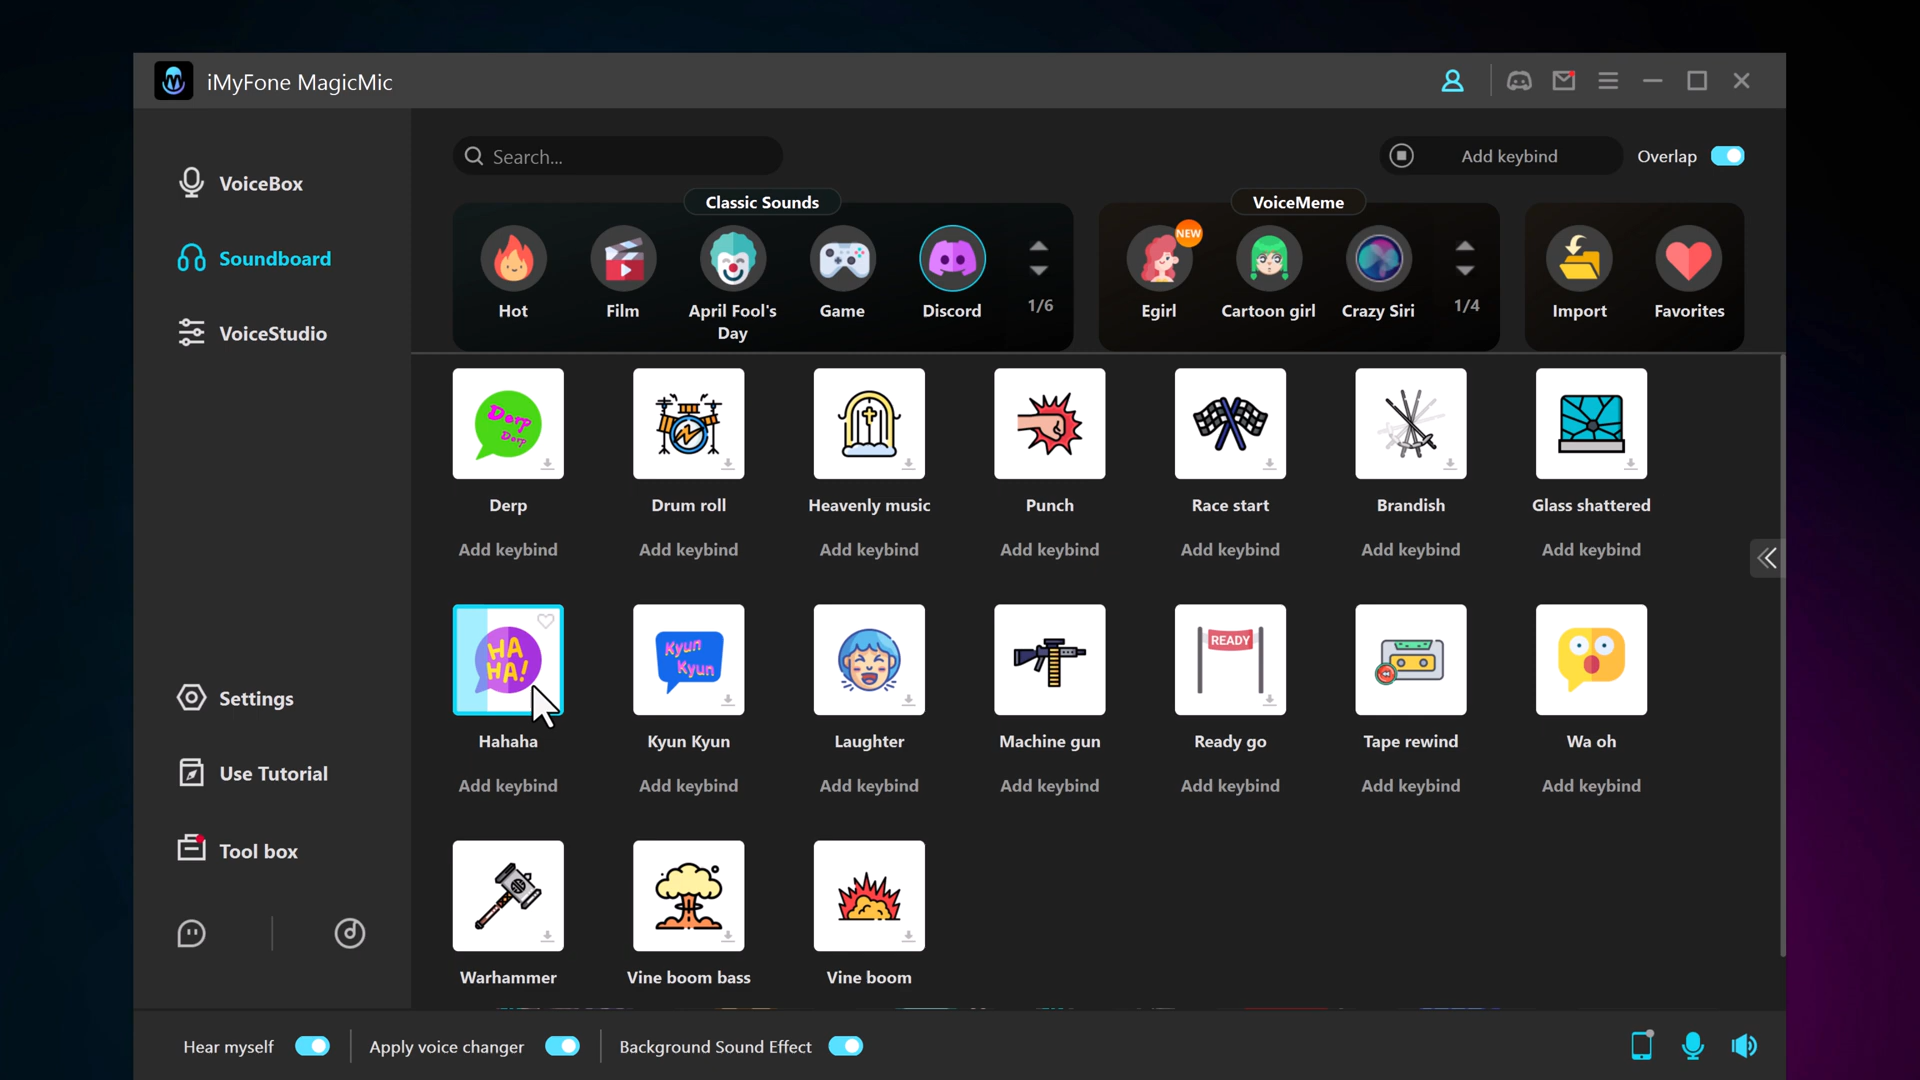 iMyFone MagicMic
VoiceBox
Soundboard
VoiceStudio
Settings
Use Tutorial
Tool box
Search...
Add keybind
Overlap
Classic Sounds
Hot
Film
April Fool's
Day
Game
Discord
1/6
VoiceMeme
NEW
Egirl
Cartoon girl
Crazy Siri
1/4
Import
Favorites
Derp
Derp
Derp
Drum roll
Heavenly music
Punch
Race start
Brandish
Glass shattered
Add keybind
Add keybind
Add keybind
Add keybind
Add keybind
Add keybind
Add keybind
HA
HA!
Kyun
Kyun
READY
Hahaha
Kyun Kyun
Laughter
Machine gun
Ready go
Tape rewind
Wa oh
Add keybind
Add keybind
Add keybind
Add keybind
Add keybind
Add keybind
Add keybind
Warhammer
Vine boom bass
Vine boom
Hear myself
Apply voice changer
Background Sound Effect